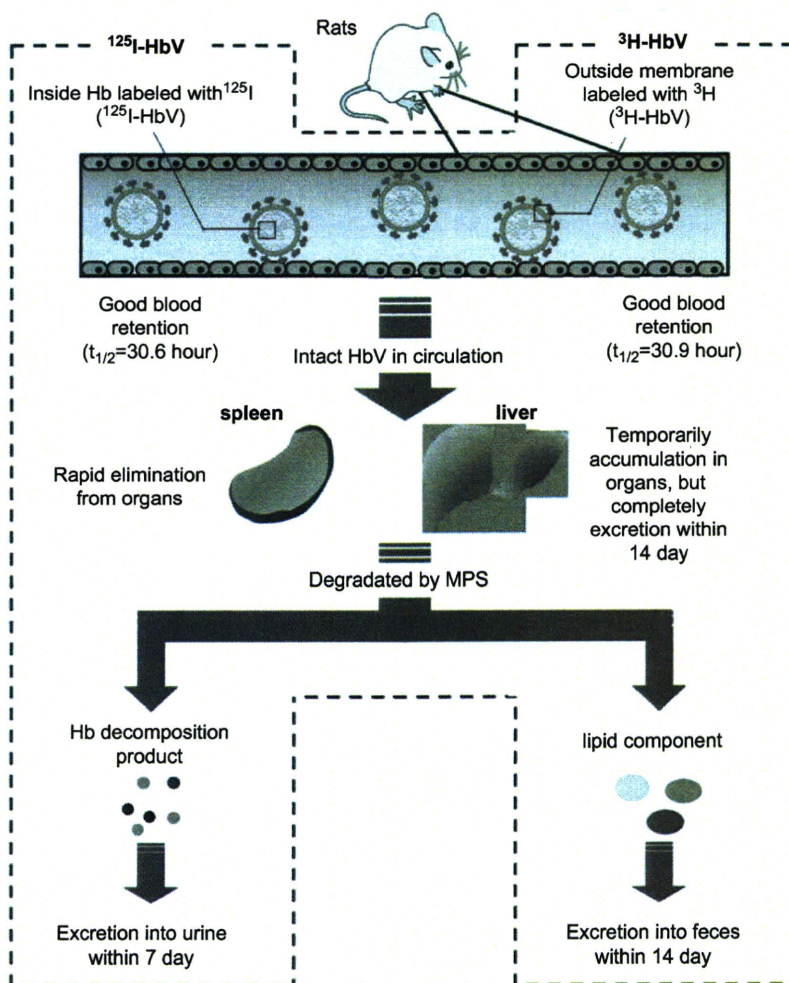 Rats
¹²⁵I-HbV
Inside Hb labeled with¹²⁵I
(¹²⁵I-HbV)
³H-HbV
Outside membrane
labeled with ³H
(³H-HbV)
Good blood
retention
(t₁/₂=30.6 hour)
Good blood
retention
(t₁/₂=30.9 hour)
Intact HbV in circulation
spleen
liver
Rapid elimination
from organs
Temporarily
accumulation in
organs, but
completely
excretion within
14 day
Degradated by MPS
Hb decomposition
product
lipid component
Excretion into urine
within 7 day
Excretion into feces
within 14 day